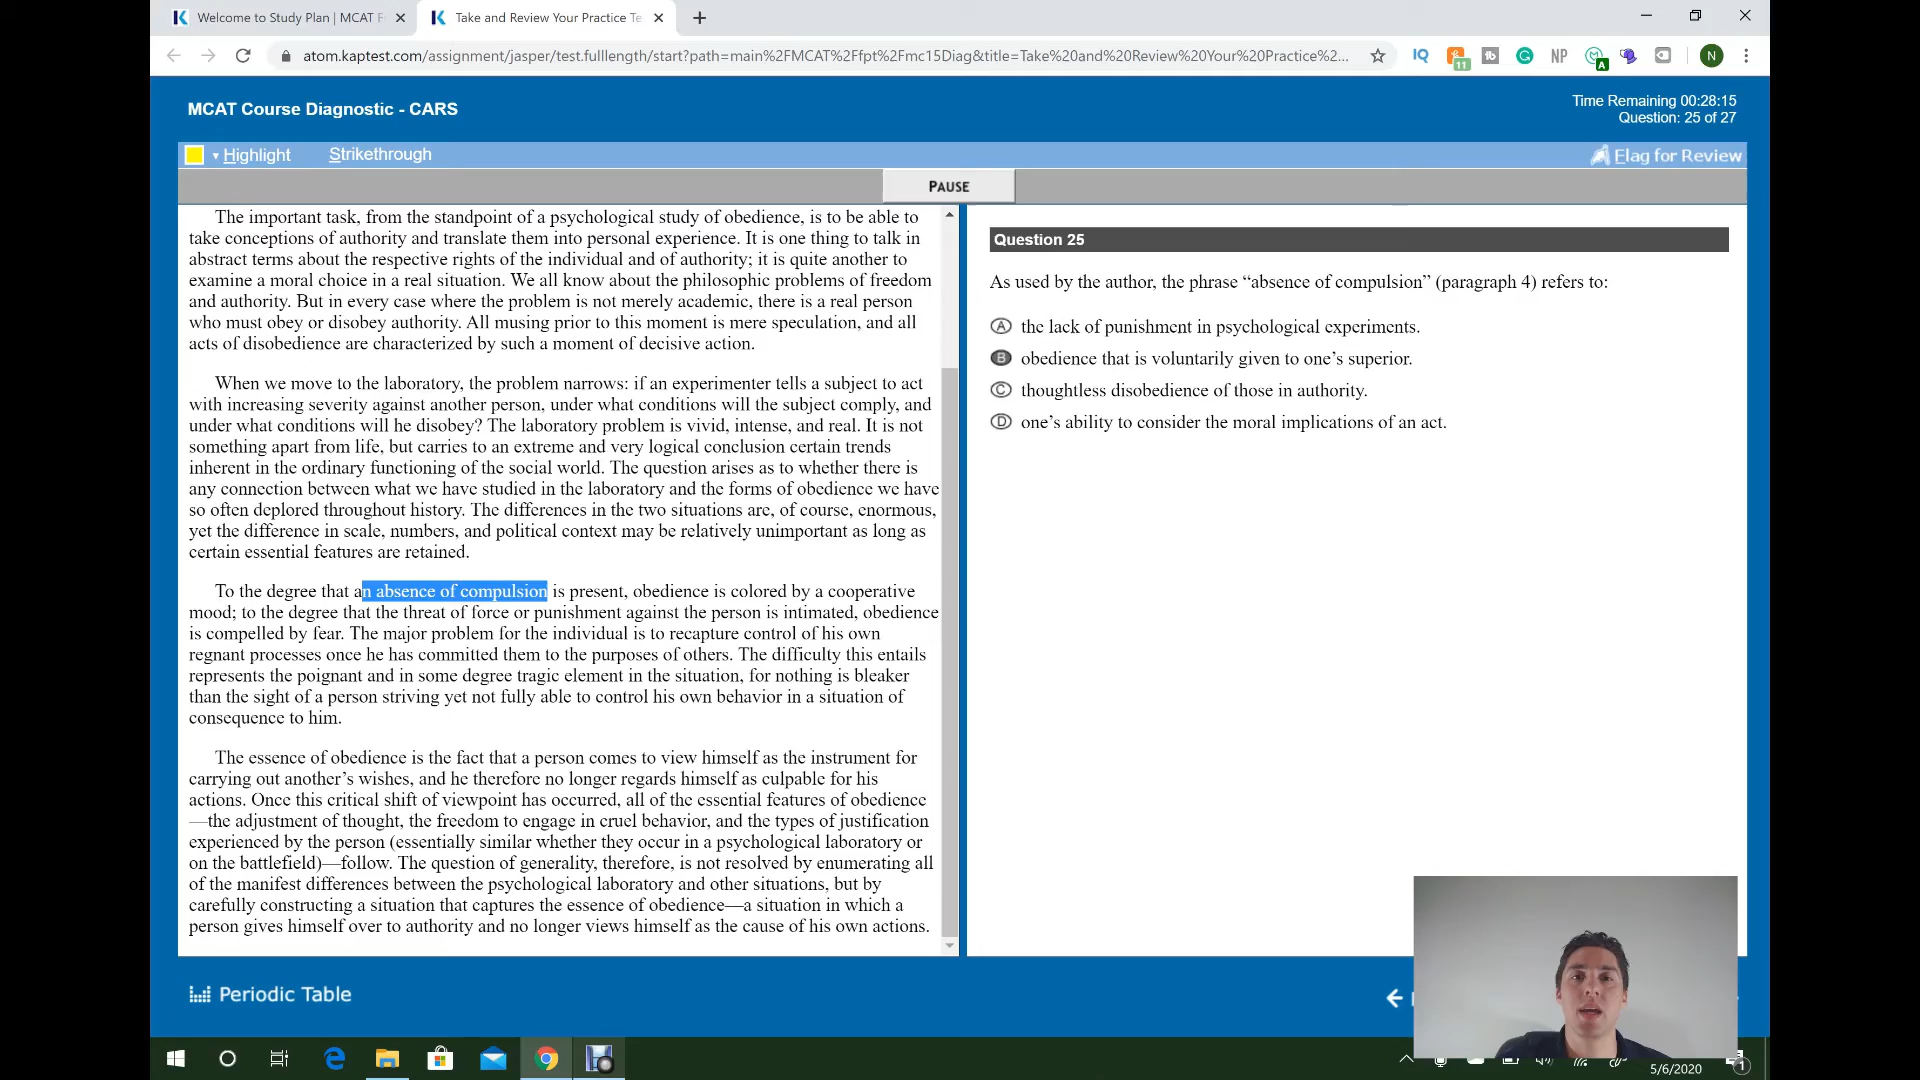 Welcome to Study Plan | MCAT F
Take and Review Your Practice Te
atom.kaptest.com/assignment/jasper/test.fulllength/start?path=main%2FMCAT%2Ffpt%2Fmc15Diag&title=Take%20and%20Review%20Your%20Practice%2...
IQ
11
tb
NP
A
N
MCAT Course Diagnostic - CARS
Time Remaining 00:28:15
Question: 25 of 27
Highlight
Strikethrough
Flag for Review
PAUSE
The important task, from the standpoint of a psychological study of obedience, is to be able to
take conceptions of authority and translate them into personal experience. It is one thing to talk in
abstract terms about the respective rights of the individual and of authority; it is quite another to
examine a moral choice in a real situation. We all know about the philosophic problems of freedom
and authority. But in every case where the problem is not merely academic, there is a real person
who must obey or disobey authority. All musing prior to this moment is mere speculation, and all
acts of disobedience are characterized by such a moment of decisive action.
When we move to the laboratory, the problem narrows: if an experimenter tells a subject to act
with increasing severity against another person, under what conditions will the subject comply, and
under what conditions will he disobey? The laboratory problem is vivid, intense, and real. It is not
something apart from life, but carries to an extreme and very logical conclusion certain trends
inherent in the ordinary functioning of the social world. The question arises as to whether there is
any connection between what we have studied in the laboratory and the forms of obedience we have
so often deplored throughout history. The differences in the two situations are, of course, enormous,
yet the difference in scale, numbers, and political context may be relatively unimportant as long as
certain essential features are retained.
To the degree that an absence of compulsion is present, obedience is colored by a cooperative
mood; to the degree that the threat of force or punishment against the person is intimated, obedience
is compelled by fear. The major problem for the individual is to recapture control of his own
regnant processes once he has committed them to the purposes of others. The difficulty this entails
represents the poignant and in some degree tragic element in the situation, for nothing is bleaker
than the sight of a person striving yet not fully able to control his own behavior in a situation of
consequence to him.
The essence of obedience is the fact that a person comes to view himself as the instrument for
carrying out another’s wishes, and he therefore no longer regards himself as culpable for his
actions. Once this critical shift of viewpoint has occurred, all of the essential features of obedience
—the adjustment of thought, the freedom to engage in cruel behavior, and the types of justification
experienced by the person (essentially similar whether they occur in a psychological laboratory or
on the battlefield)—follow. The question of generality, therefore, is not resolved by enumerating all
of the manifest differences between the psychological laboratory and other situations, but by
carefully constructing a situation that captures the essence of obedience—a situation in which a
person gives himself over to authority and no longer views himself as the cause of his own actions.
Question 25
As used by the author, the phrase “absence of compulsion” (paragraph 4) refers to:
A the lack of punishment in psychological experiments.
B obedience that is voluntarily given to one’s superior.
C thoughtless disobedience of those in authority.
D one’s ability to consider the moral implications of an act.
Periodic Table
5/6/2020
1